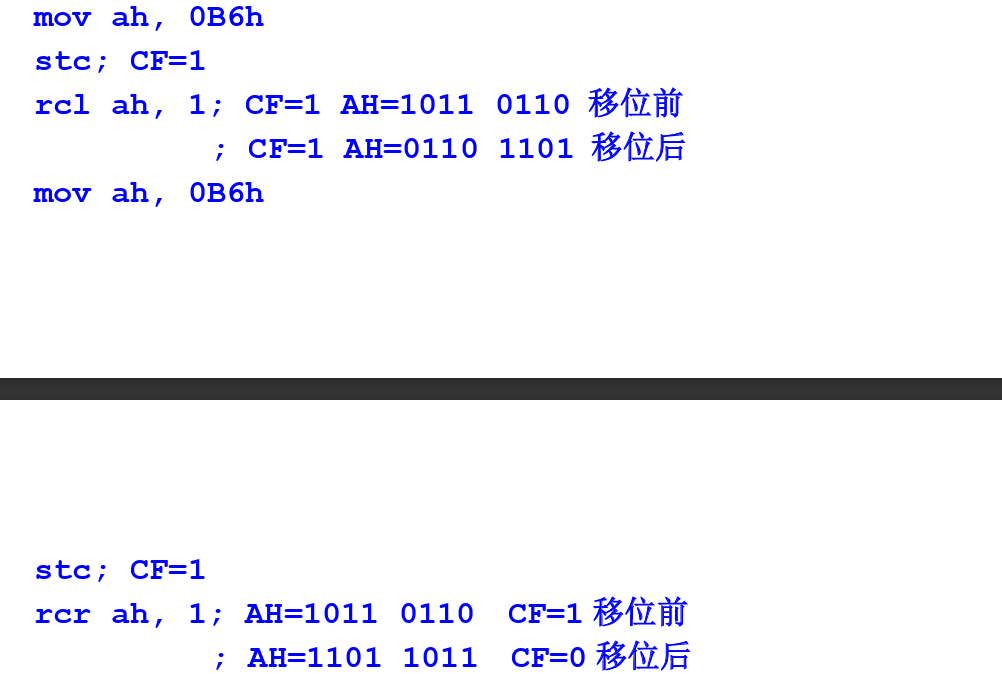 mov ah, 0B6h
stc; CF=1
rcl ah, 1; CF=1 AH=1011 0110 移位前
; CF=1 AH=0110 1101 移位后
mov ah, 0B6h
stc; CF=1
rcr ah, 1; AH=1011 0110 CF=1 移位前
; AH=1101 1011 CF=0 移位后